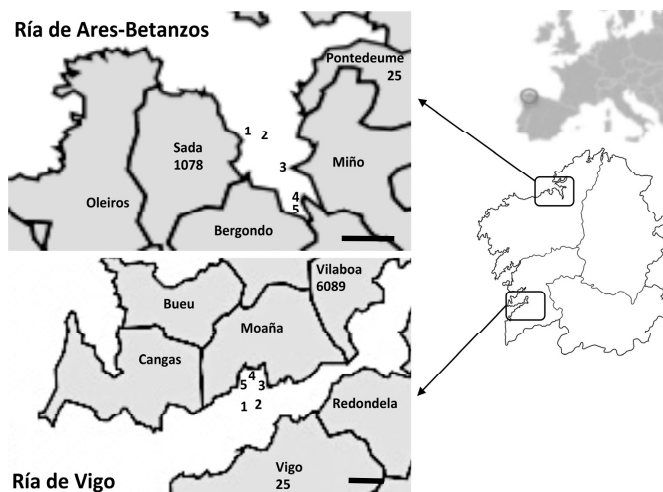 Ría de Ares-Betanzos
Pontedeume
25
1
2
Sada
1078
3
Miño
4
Oleiros
5
Bergondo
Vilaboa
6089
Bueu
Moaña
Cangas
4
5
3
1
2
Redondela
Vigo
25
Ría de Vigo